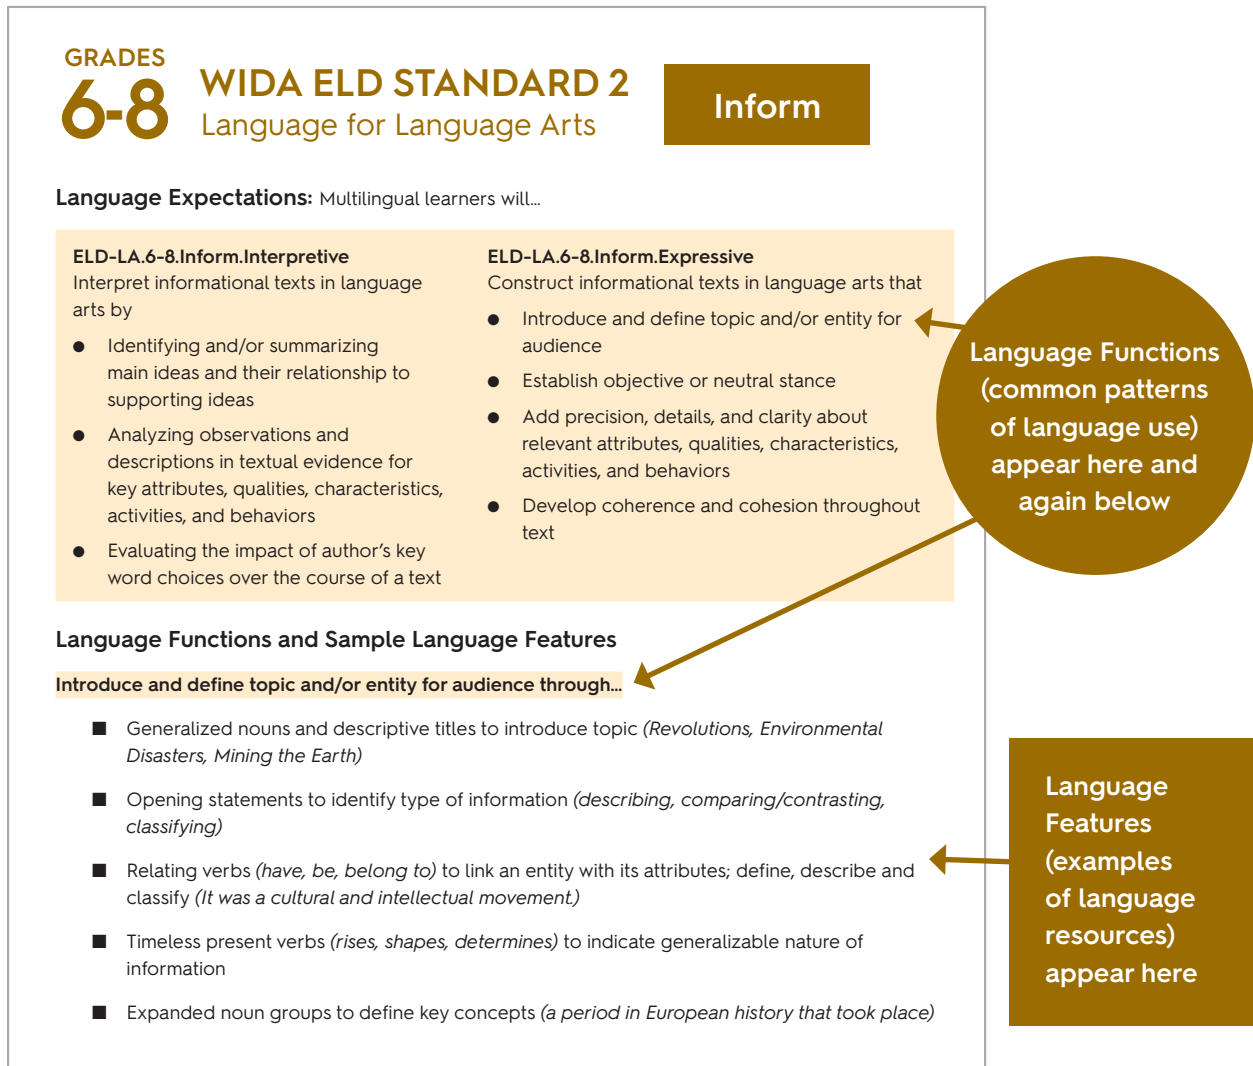 GRADES
6-8
WIDA ELD STANDARD 2
Language for Language Arts
Inform
Language Expectations: Multilingual learners will...
ELD-LA.6-8.Inform.Interpretive
Interpret informational texts in language
arts by
● Identifying and/or summarizing
main ideas and their relationship to
supporting ideas
● Analyzing observations and
descriptions in textual evidence for
key attributes, qualities, characteristics,
activities, and behaviors
● Evaluating the impact of author's key
word choices over the course of a text
ELD-LA.6-8.Inform.Expressive
Construct informational texts in language arts that
● Introduce and define topic and/or entity for
audience
● Establish objective or neutral stance
● Add precision, details, and clarity about
relevant attributes, qualities, characteristics,
activities, and behaviors
● Develop coherence and cohesion throughout
text
Language Functions
(common patterns
of language use)
appear here and
again below
Language Functions and Sample Language Features
Introduce and define topic and/or entity for audience through...
■ Generalized nouns and descriptive titles to introduce topic (Revolutions, Environmental
Disasters, Mining the Earth)
■ Opening statements to identify type of information (describing, comparing/contrasting,
classifying)
■ Relating verbs (have, be, belong to) to link an entity with its attributes; define, describe and
classify (It was a cultural and intellectual movement.)
■ Timeless present verbs (rises, shapes, determines) to indicate generalizable nature of
information
■ Expanded noun groups to define key concepts (a period in European history that took place)
Language
Features
(examples
of language
resources)
appear here